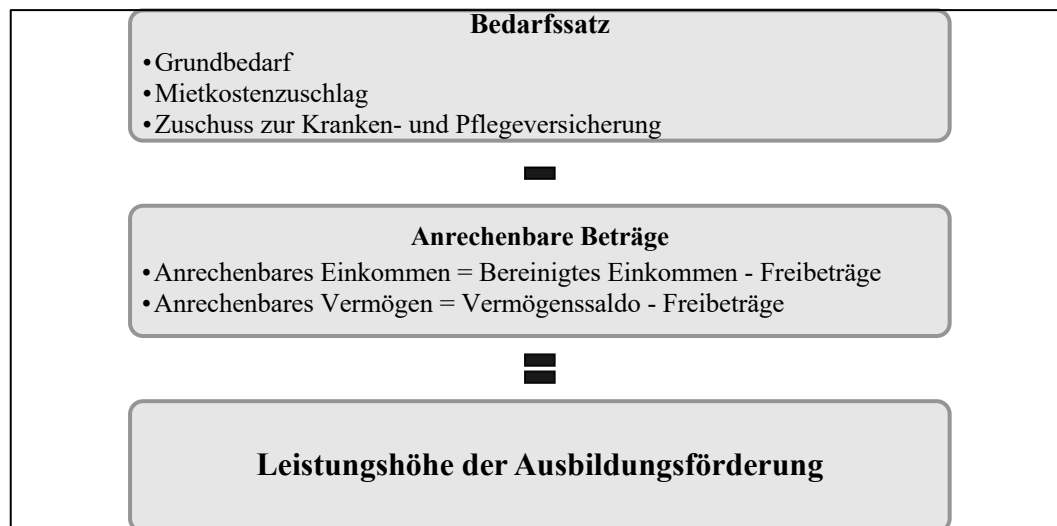 Bedarfssatz
•Grundbedarf
•Mietkostenzuschlag
•Zuschuss zur Kranken- und Pflegeversicherung
Anrechenbare Beträge
•Anrechenbares Einkommen = Bereinigtes Einkommen - Freibeträge
•Anrechenbares Vermögen = Vermögenssaldo - Freibeträge
Leistungshöhe der Ausbildungsförderung